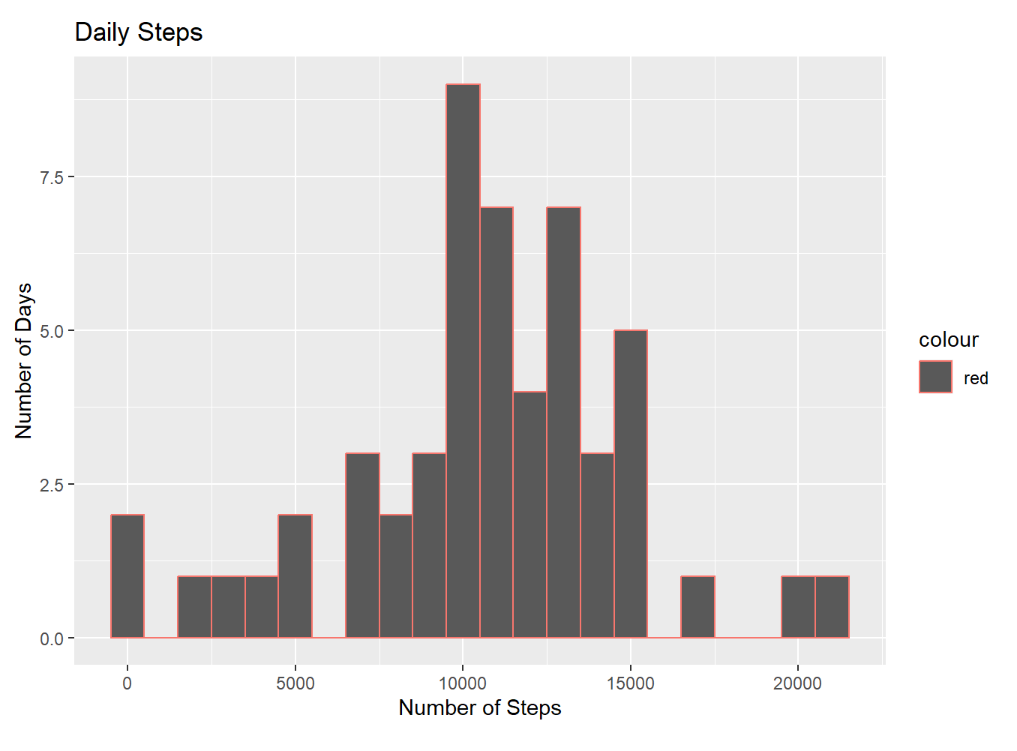 Daily Steps
Number of Days
7.5
5.0
2.5
0.0
0 5000 10000 15000 20000
Number of Steps
colour
red